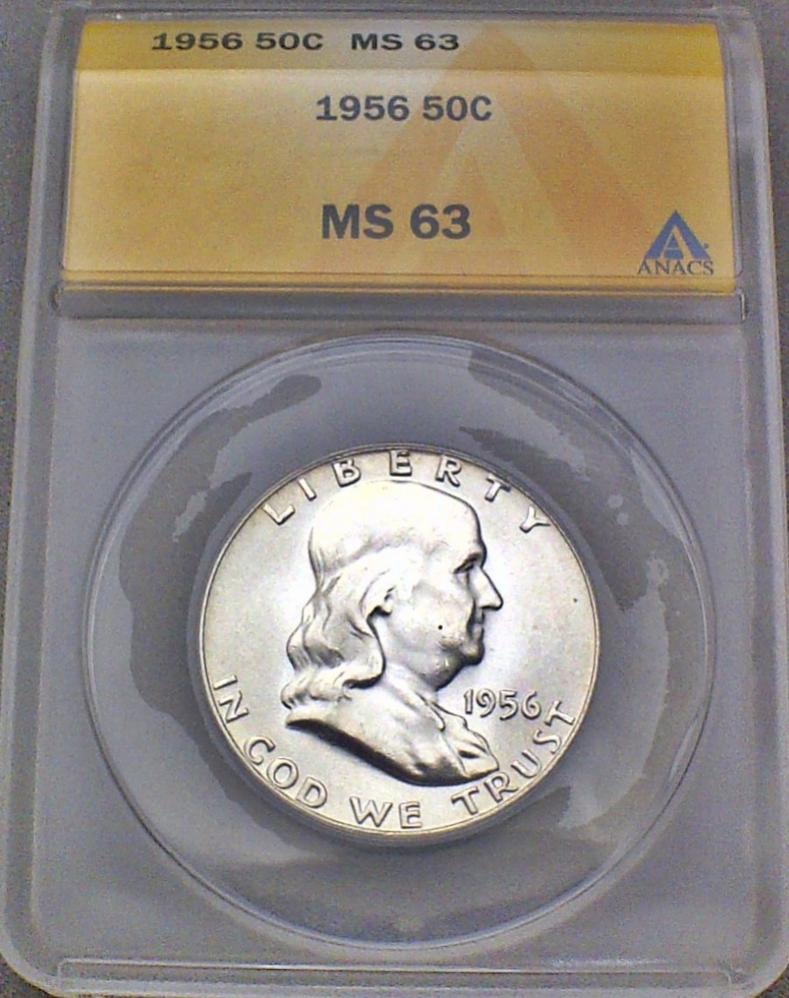 1956 50C MS 63
1956 50C
MS 63
ANACS
LIBERTY
1956
IN GOD WE TRUST